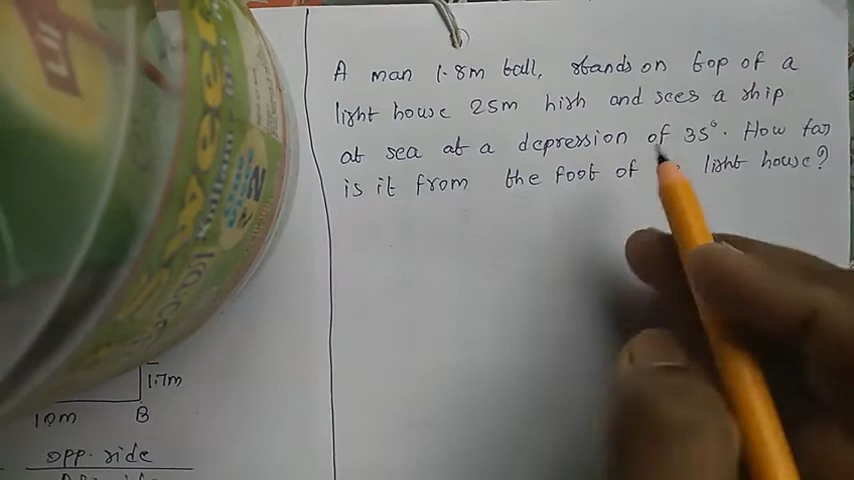 A man 1.8m tall, stands on top of a
light house 25m high and sees a ship
at sea at a depression of 35°. How far
is it from the foot of light house?
1.7m
10m B
opp. side